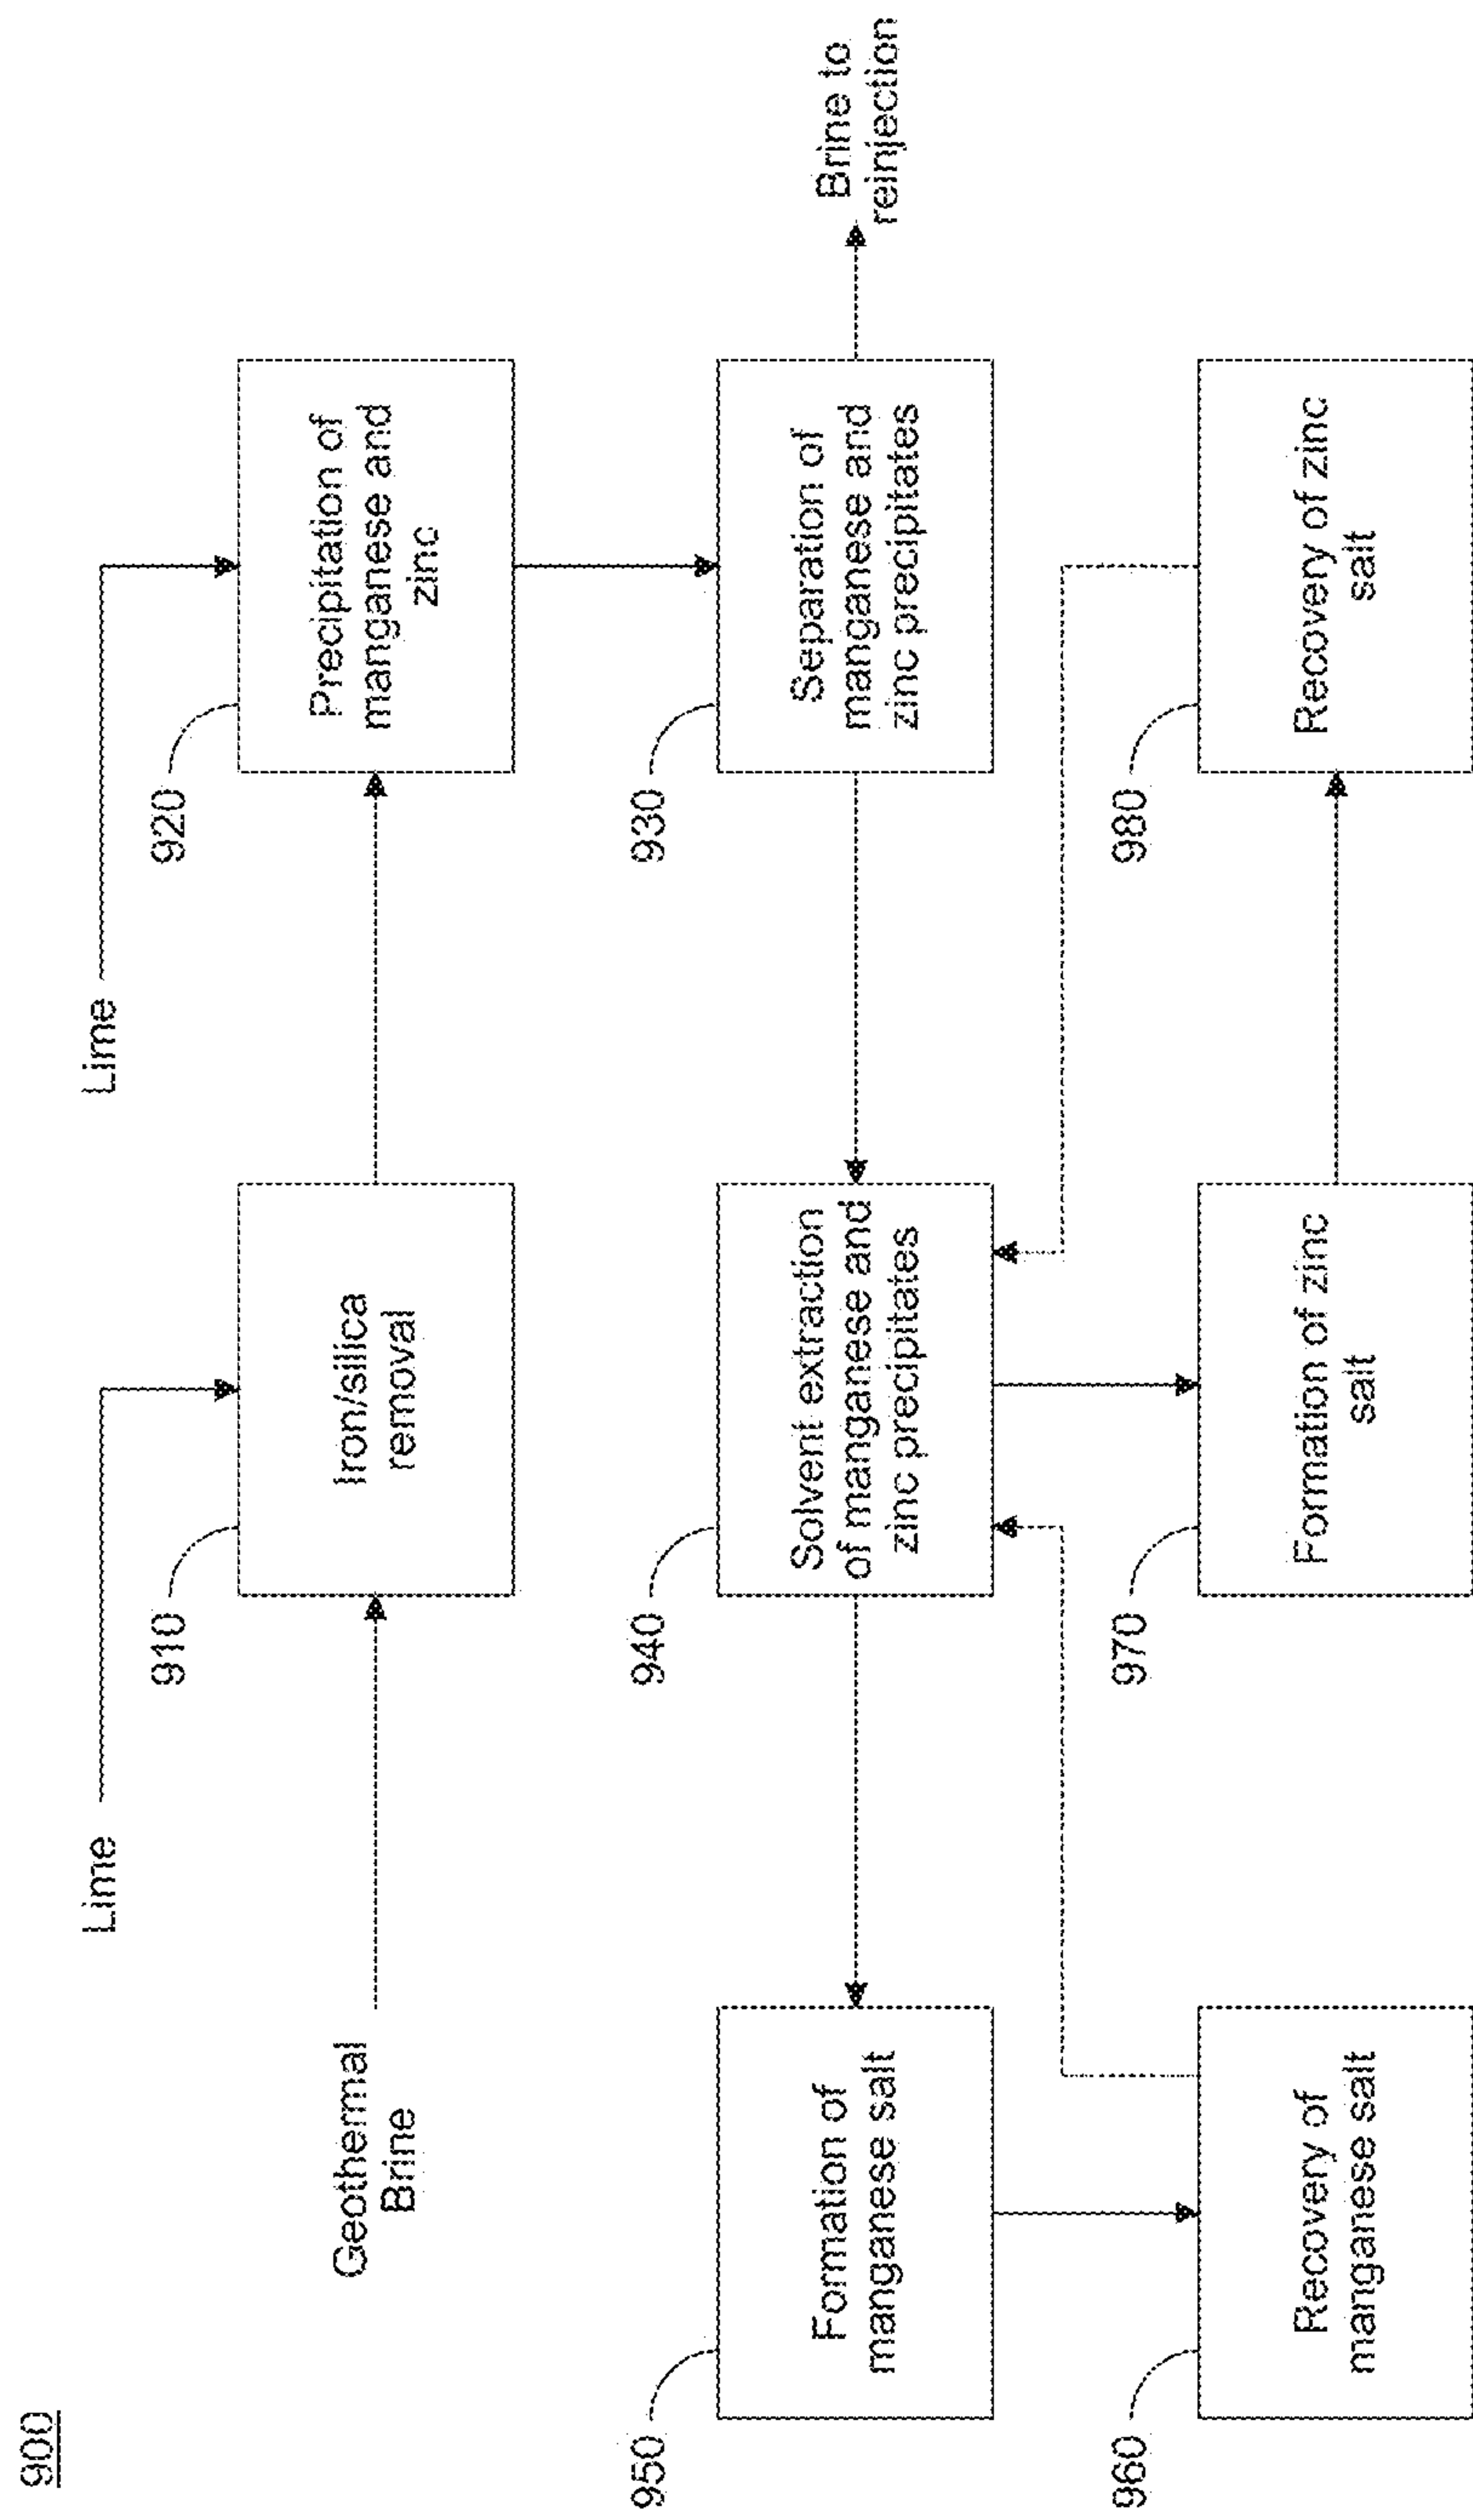 900
Lime
Lime
Geothermal
Brine
910
Iron/silica
removal
920
Precipitation of
manganese and
zinc
950
Formation of
manganese salt
940
Solvent extraction
of manganese and
zinc precipitates
930
Separation of
manganese and
zinc precipitates
Brine to
reinjection
960
Recovery of
manganese salt
970
Formation of zinc
salt
980
Recovery of zinc
salt